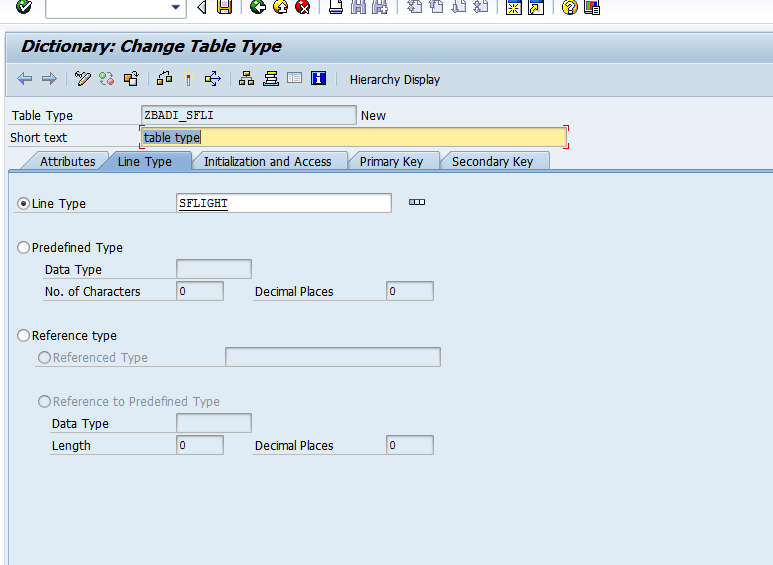 Dictionary: Change Table Type
Hierarchy Display
Table Type ZBADI_SFLI New
Short text table type
Attributes Line Type Initialization and Access Primary Key Secondary Key
Line Type SFLIGHT
Predefined Type
Data Type
No. of Characters 0 Decimal Places 0
Reference type
Referenced Type
Reference to Predefined Type
Data Type
Length 0 Decimal Places 0